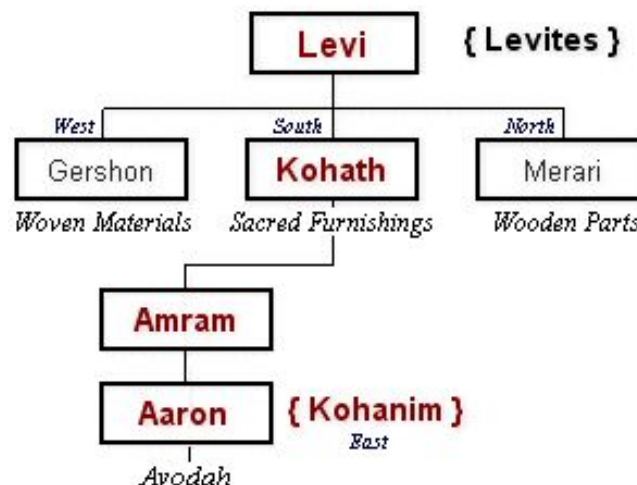 Levi { Levites }
West South North
Gershon Kohath Merari
Woven Materials Sacred Furnishings Wooden Parts
Amram
Aaron { Kohanim }
East
Avodah